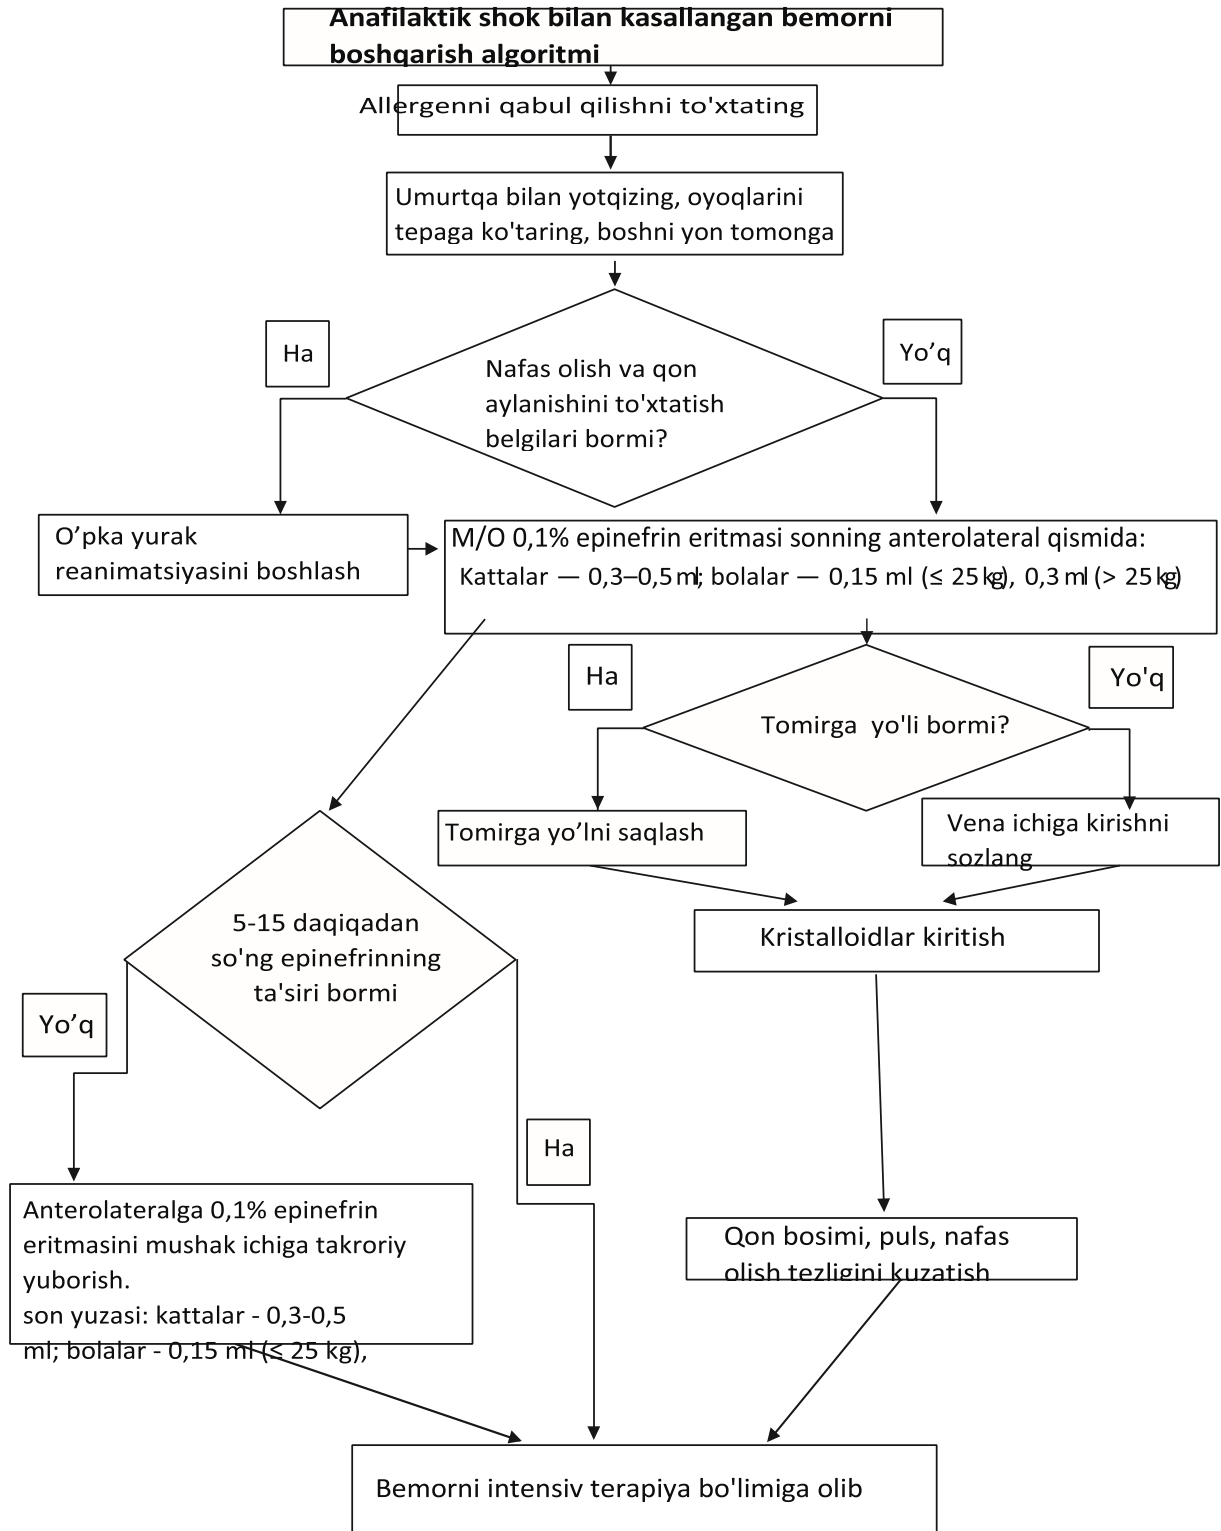 Anafilaktik shok bilan kasallangan bemorni
boshqarish algoritmi
Allergenni qabul qilishni to'xtating
Umurtqa bilan yotqizing, oyoqlarini
tepaga ko'taring, boshni yon tomonga
Ha
Yo’q
Nafas olish va qon
aylanishini to'xtatish
belgilari bormi?
O’pka yurak
reanimatsiyasini boshlash
M/O 0,1% epinefrin eritmasi sonning anterolateral qismida:
Kattalar — 0,3–0,5 ml; bolalar — 0,15 ml (≤ 25 kg), 0,3 ml (> 25 kg)
Ha
Yo'q
Tomirga yo'li bormi?
Tomirga yo’lni saqlash
Vena ichiga kirishni
sozlang
Kristalloidlar kiritish
5-15 daqiqadan
so'ng epinefrinning
ta'siri bormi
Yo’q
Ha
Anterolateralga 0,1% epinefrin
eritmasini mushak ichiga takroriy
yuborish.
son yuzasi: kattalar - 0,3-0,5
ml; bolalar - 0,15 ml (≤ 25 kg),
Qon bosimi, puls, nafas
olish tezligini kuzatish
Bemorni intensiv terapiya bo'limiga olib